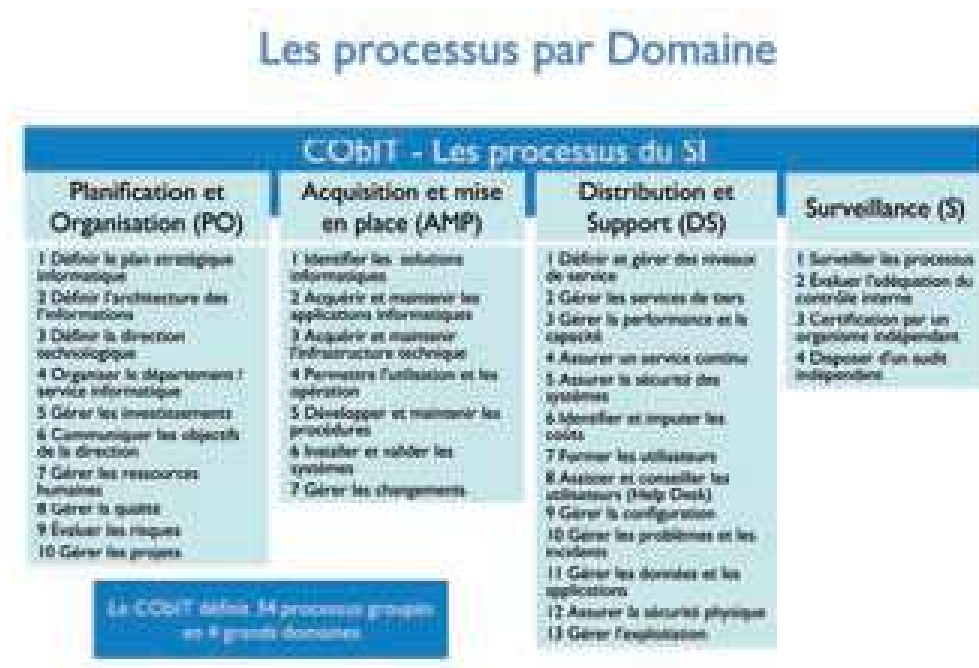 Les processus par Domaine
CObIT - Les processus du SI
Planification et
Organisation (PO)
1 Définir le plan stratégique
informatique
2 Définir l'architecture des
l'informations
3 Définir la direction
technologique
4 Organiser le département /
service informatique
5 Gérer les investissements
6 Communiquer les objectifs
de la direction
7 Gérer les ressources
humaines
8 Gérer la qualité
9 Évaluer les risques
10 Gérer les projets
Acquisition et mise
en place (AMP)
1 Identifier les solutions
informatiques
2 Acquérir et maintenir les
applications informatiques
3 Acquérir et maintenir
l'infrastructure technique
4 Permettre l'utilisation et les
opération
5 Développer et maintenir les
procédures
6 Installer et valider les
systèmes
7 Gérer les changements
Distribution et
Support (DS)
1 Définir et gérer des niveaux
de service
2 Gérer les services de tiers
3 Gérer la performance et la
capacité
4 Assurer un service continu
5 Assurer la sécurité des
systèmes
6 Identifier et imputer les
coûts
7 Former les utilisateurs
8 Assister et conseiller les
utilisateurs (Help Desk)
9 Gérer la configuration
10 Gérer les problèmes et les
incidents
11 Gérer les données et les
applications
12 Assurer la sécurité physique
13 Gérer l'exploitation
Surveillance (S)
1 Surveiller les processus
2 Évaluer l'adéquation du
contrôle interne
3 Certification par un
organisme indépendant
4 Disposer d'un audit
indépendant
Le CObIT définit 34 processus groupés
en 4 grands domaines